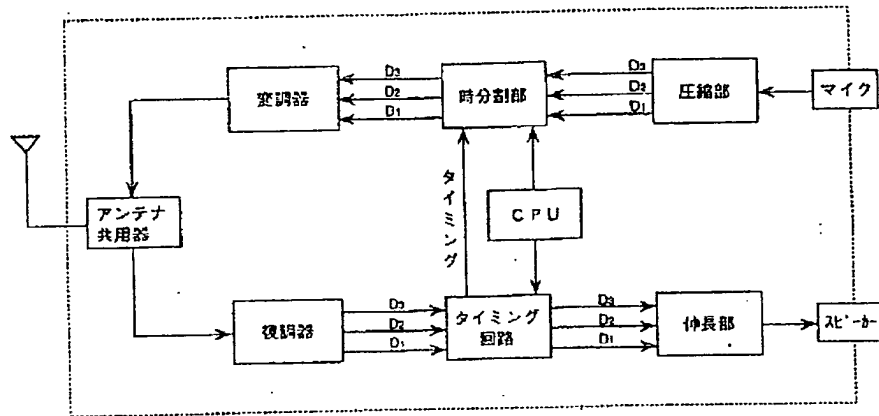 D3
D2
D1
変調器
D3
D2
D1
時分割部
圧縮部
マイク
アンテナ
共用器
タイミング
CPU
復調器
D3
D2
D1
タイミング
回路
D3
D2
D1
伸長部
スピーカー